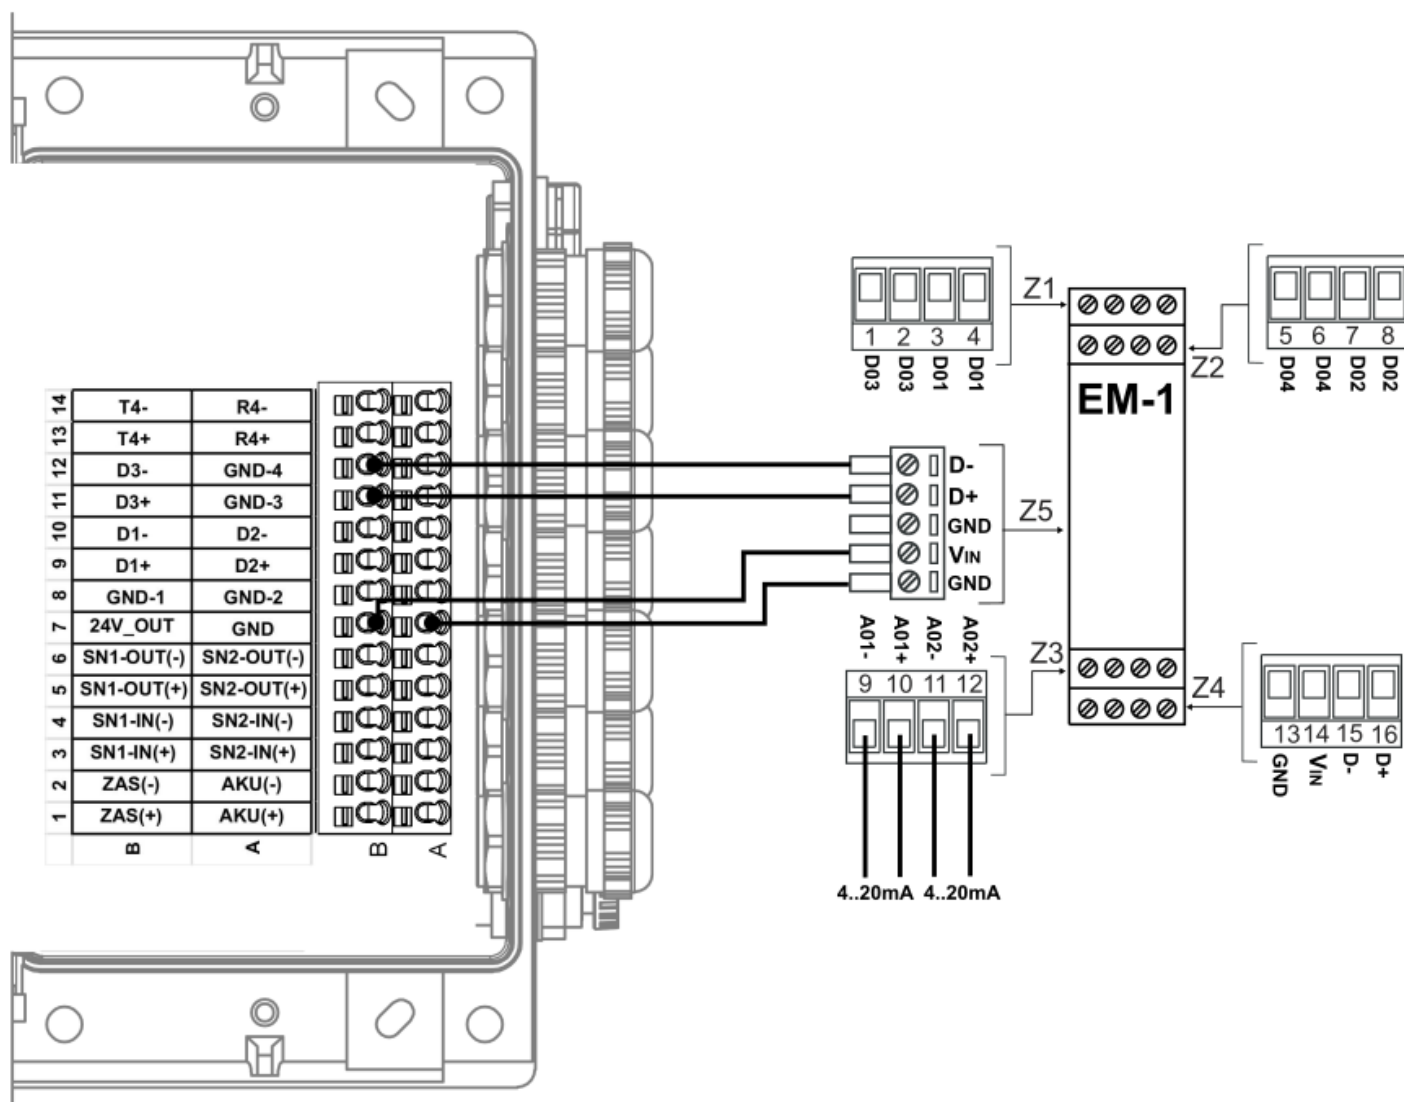 14 T4- R4-
13 T4+ R4+
12 D3- GND-4
11 D3+ GND-3
10 D1- D2-
9 D1+ D2+
8 GND-1 GND-2
7 24V_OUT GND
6 SN1-OUT(-) SN2-OUT(-)
5 SN1-OUT(+) SN2-OUT(+)
4 SN1-IN(-) SN2-IN(-)
3 SN1-IN(+) SN2-IN(+)
2 ZAS(-) AKU(-)
1 ZAS(+) AKU(+)
B A
B A
1 2 3 4
D03 D03 D01 D01
Z1
5 6 7 8
D04 D04 D02 D02
Z2
EM-1
D-
D+
GND
VIN
GND
Z5
A01- A01+ A02- A02+
9 10 11 12
Z3
4..20mA 4..20mA
Z4
13 14 15 16
GND VIN D- D+